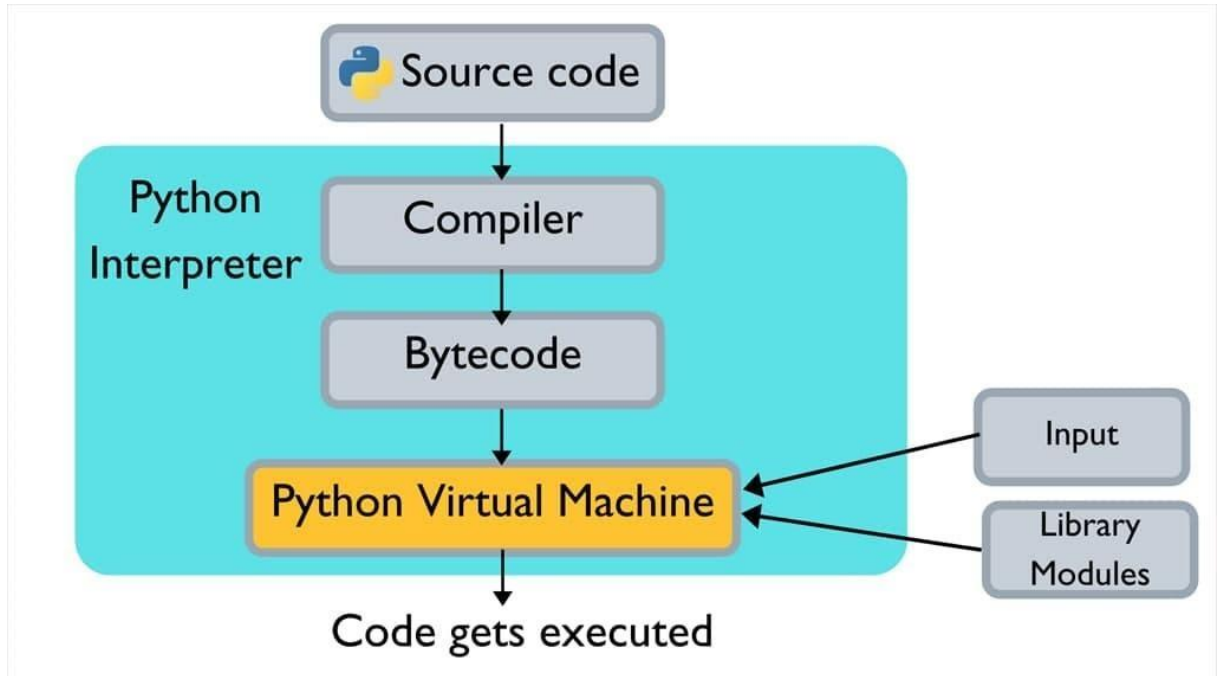 Source code
Python
Interpreter
Compiler
Bytecode
Python Virtual Machine
Input
Library
Modules
Code gets executed